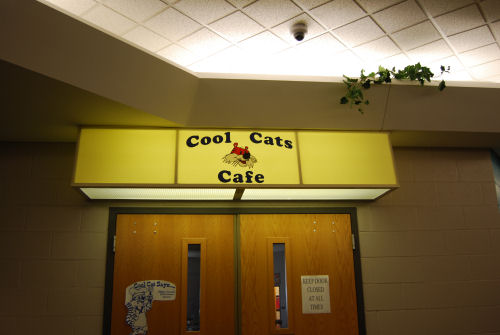 Cool Cats
Cafe
Cool Cat Says...
KEEP DOOR
CLOSED
AT ALL
TIMES